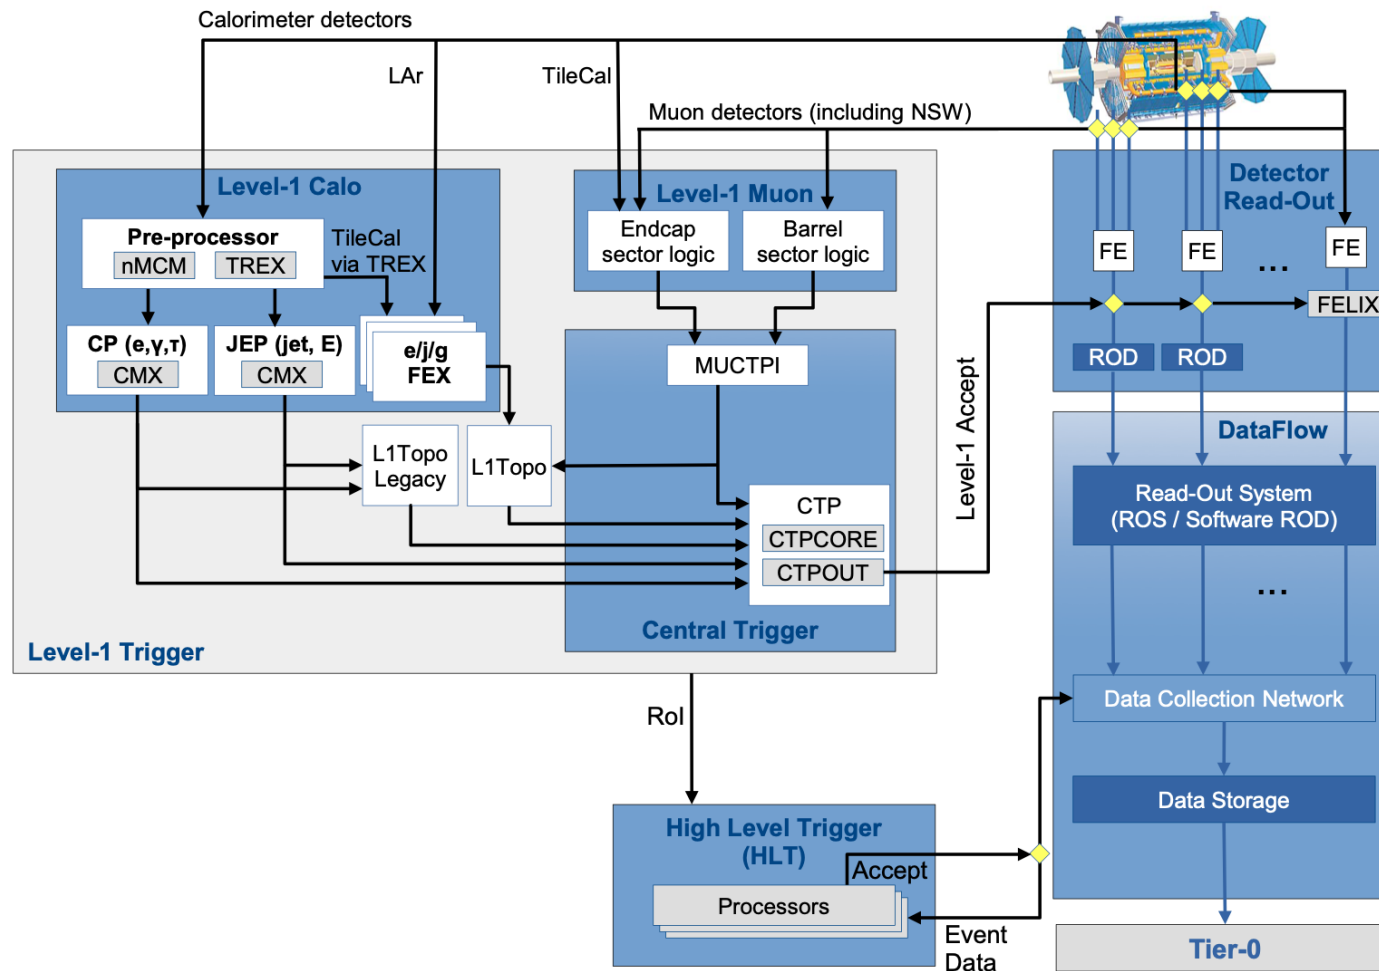 Calorimeter detectors
LAr
TileCal
Muon detectors (including NSW)
Level-1 Calo
Pre-processor
nMCM
TREX
TileCal
via TREX
CP (e,γ,τ)
CMX
JEP (jet, E)
CMX
e/j/g
FEX
Level-1 Muon
Endcap
sector logic
Barrel
sector logic
MUCTPI
L1Topo
Legacy
L1Topo
CTP
CTPCORE
CTPOUT
Central Trigger
Level-1 Trigger
Level-1 Accept
Detector
Read-Out
FE
FE
...
FE
FELIX
ROD
ROD
DataFlow
Read-Out System
(ROS / Software ROD)
...
Data Collection Network
Data Storage
Tier-0
RoI
High Level Trigger
(HLT)
Accept
Processors
Event
Data